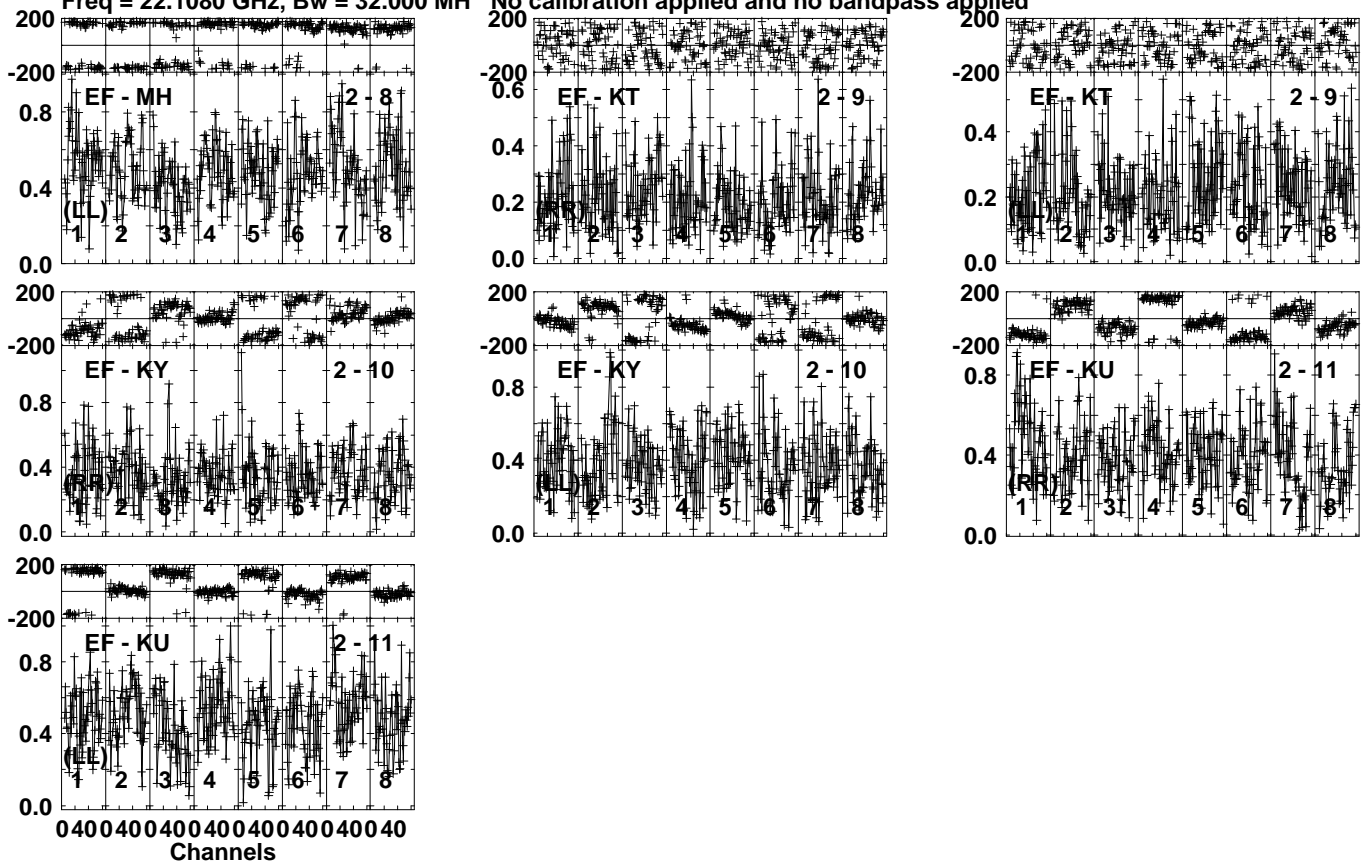 Freq = 22.1080 GHz, Bw = 32.000 MH No calibration applied and no bandpass applied
200
-200
EF - MH 2 - 8
0.8
0.4
(LL)
1 2 3 4 5 6 7 8
0.0
200
-200
0.6
EF - KT 2 - 9
0.4
0.2
(RR)
1 2 3 4 5 6 7 8
0.0
200
-200
EF - KT 2 - 9
0.4
0.2
(LL)
1 2 3 4 5 6 7 8
0.0
200
-200
EF - KY 2 - 10
0.8
0.4
(RR)
1 2 3 4 5 6 7 8
0.0
200
-200
EF - KY 2 - 10
0.8
0.4
(LL)
1 2 3 4 5 6 7 8
0.0
200
-200
EF - KU 2 - 11
0.8
0.4
(RR)
1 2 3 4 5 6 7 8
0.0
200
-200
EF - KU 2 - 11
0.8
0.4
(LL)
1 2 3 4 5 6 7 8
0.0
0 40 0 40 0 40 0 40 0 40 0 40 0 40 0 40
Channels